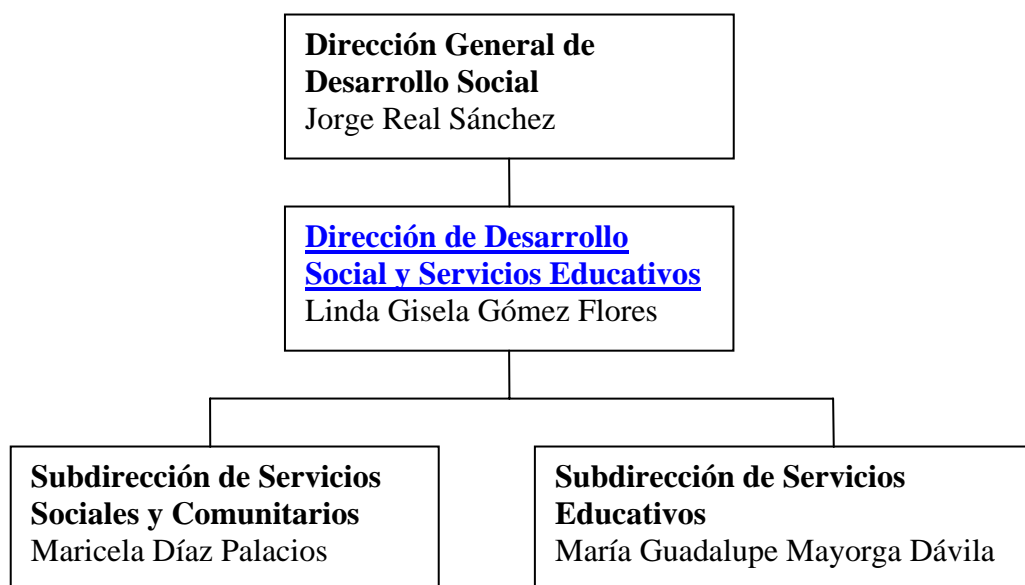 Dirección General de
Desarrollo Social
Jorge Real Sánchez
Dirección de Desarrollo
Social y Servicios Educativos
Linda Gisela Gómez Flores
Subdirección de Servicios
Sociales y Comunitarios
Maricela Díaz Palacios
Subdirección de Servicios
Educativos
María Guadalupe Mayorga Dávila